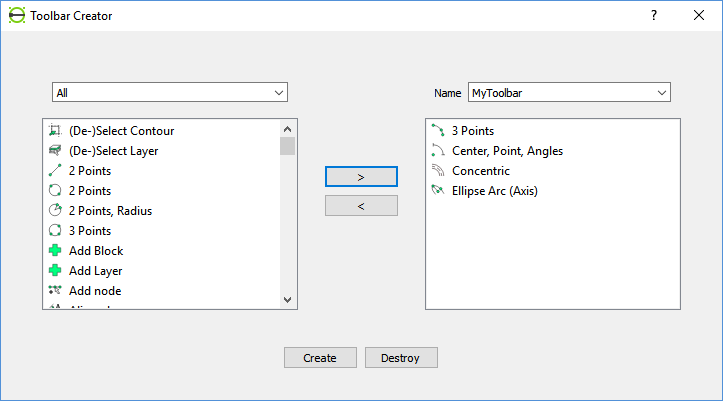 Toolbar Creator
?
All
Name MyToolbar
(De-)Select Contour
(De-)Select Layer
2 Points
2 Points
2 Points, Radius
3 Points
Add Block
Add Layer
Add node
>
<
3 Points
Center, Point, Angles
Concentric
Ellipse Arc (Axis)
Create Destroy